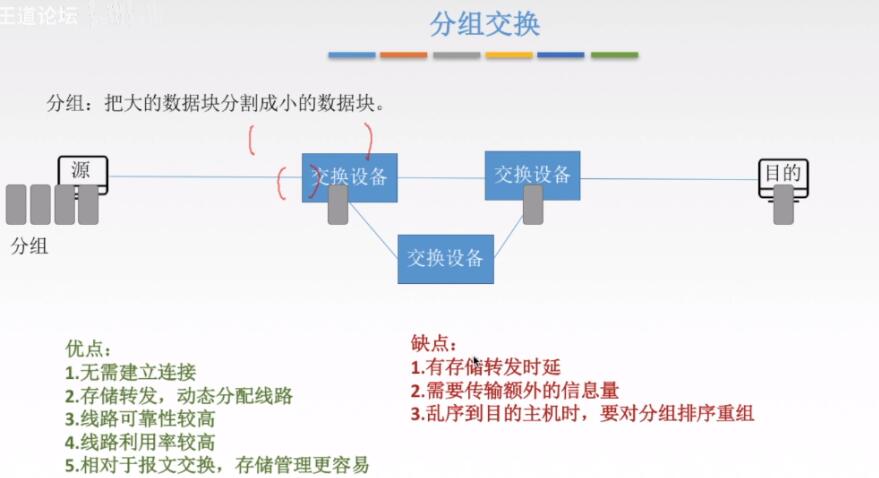 王道论坛
分组交换
分组：把大的数据块分割成小的数据块。
源
交换设备
交换设备
目的
分组
交换设备
优点：
1.无需建立连接
2.存储转发，动态分配线路
3.线路可靠性较高
4.线路利用率较高
5.相对于报文交换，存储管理更容易
缺点：
1.有存储转发时延
2.需要传输额外的信息量
3.乱序到目的主机时，要对分组排序重组